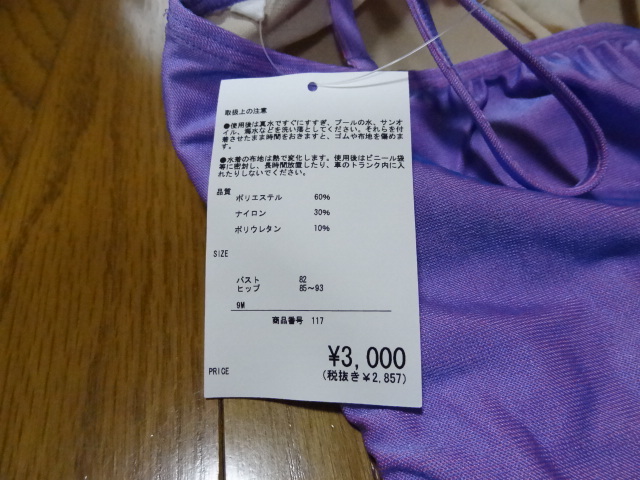 取扱上の注意
●使用後は真水ですぐにすすぎ、プールの水、サンオ
イル、海水などを洗い落としてください。それらを付
着させたまま時間をおきますと、ゴムや布地を傷めま
す。
●水着の布地は熱で変化します。使用後はビニール袋
等に密封し、長時間放置したり、車のトランク内に入
れたりしないでください。
品質
ポリエステル 60%
ナイロン 30%
ポリウレタン 10%
SIZE
バスト 82
ヒップ 85～93
9M
商品番号 117
¥3,000
PRICE (税抜き¥2,857)